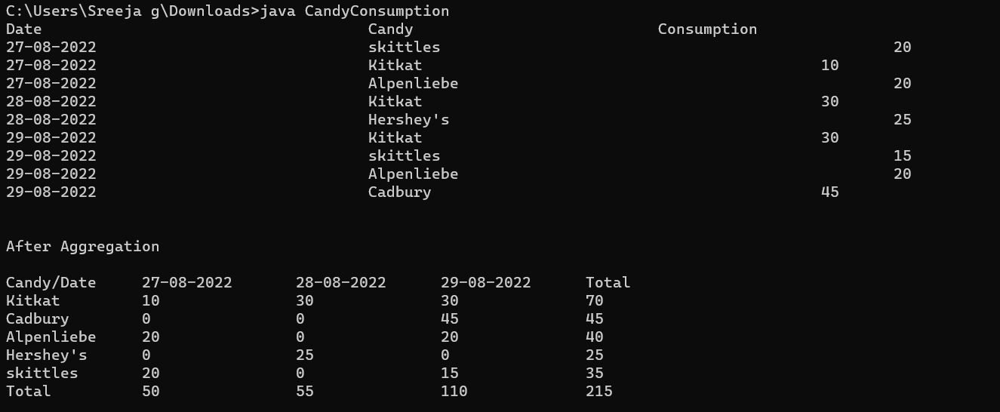 C:\Users\Sreeja g\Downloads>java CandyConsumption
Date Candy Consumption
27-08-2022 skittles 20
27-08-2022 Kitkat 10
27-08-2022 Alpenliebe 20
28-08-2022 Kitkat 30
28-08-2022 Hershey's 25
29-08-2022 Kitkat 30
29-08-2022 skittles 15
29-08-2022 Alpenliebe 20
29-08-2022 Cadbury 45
After Aggregation
Candy/Date 27-08-2022 28-08-2022 29-08-2022 Total
Kitkat 10 30 30 70
Cadbury 0 0 45 45
Alpenliebe 20 0 20 40
Hershey's 0 25 0 25
skittles 20 0 15 35
Total 50 55 110 215